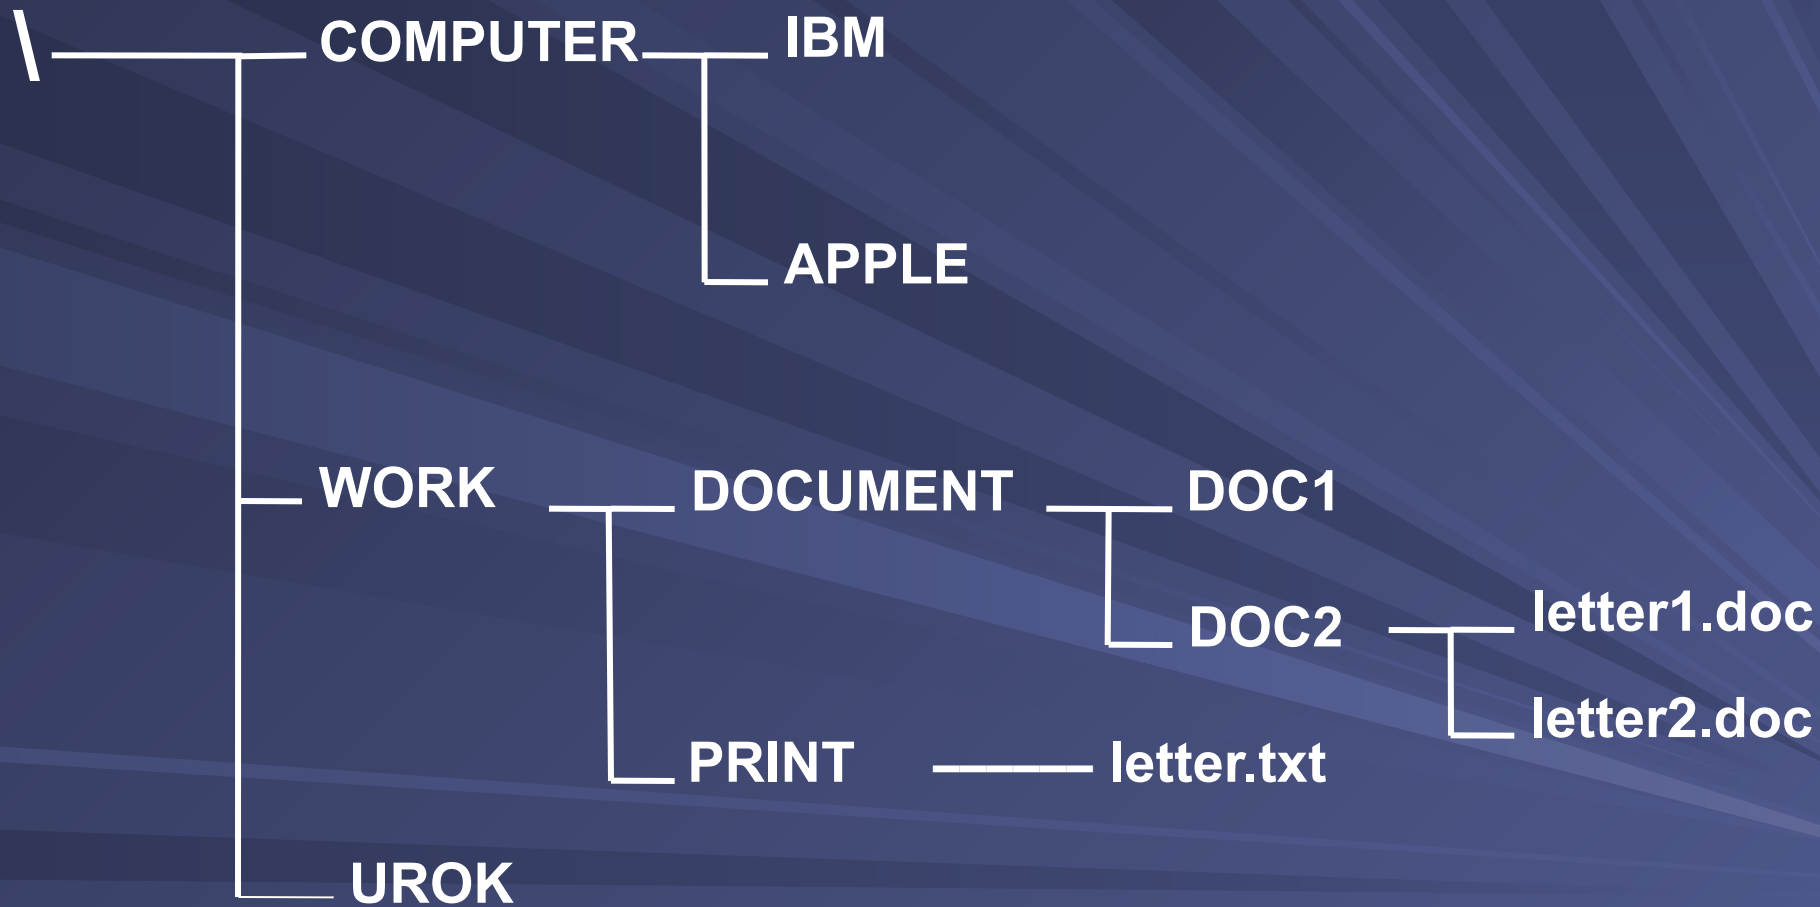 \ COMPUTER IBM
APPLE
WORK DOCUMENT DOC1
DOC2 letter1.doc
letter2.doc
PRINT letter.txt
UROK